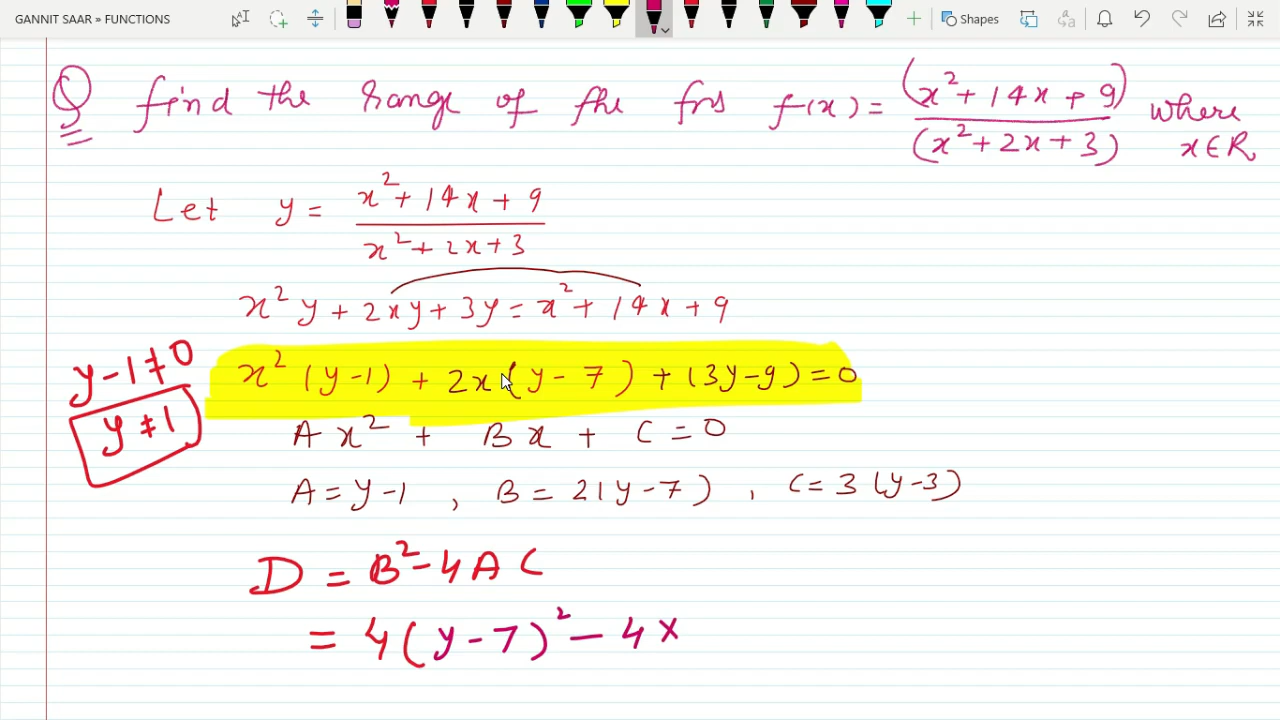 GANNIT SAAR » FUNCTIONS
Shapes
Q find the range of the fns f(x) = (x² + 14x + 9) / (x² + 2x + 3) where x ∈ R
Let y = (x² + 14x + 9) / (x² + 2x + 3)
x²y + 2xy + 3y = x² + 14x + 9
y - 1 ≠ 0
x² (y - 1) + 2x (y - 7) + (3y - 9) = 0
y ≠ 1
Ax² + Bx + C = 0
A = y - 1 , B = 2(y - 7) , C = 3 (y - 3)
D = B² - 4AC
= 4(y - 7)² - 4×